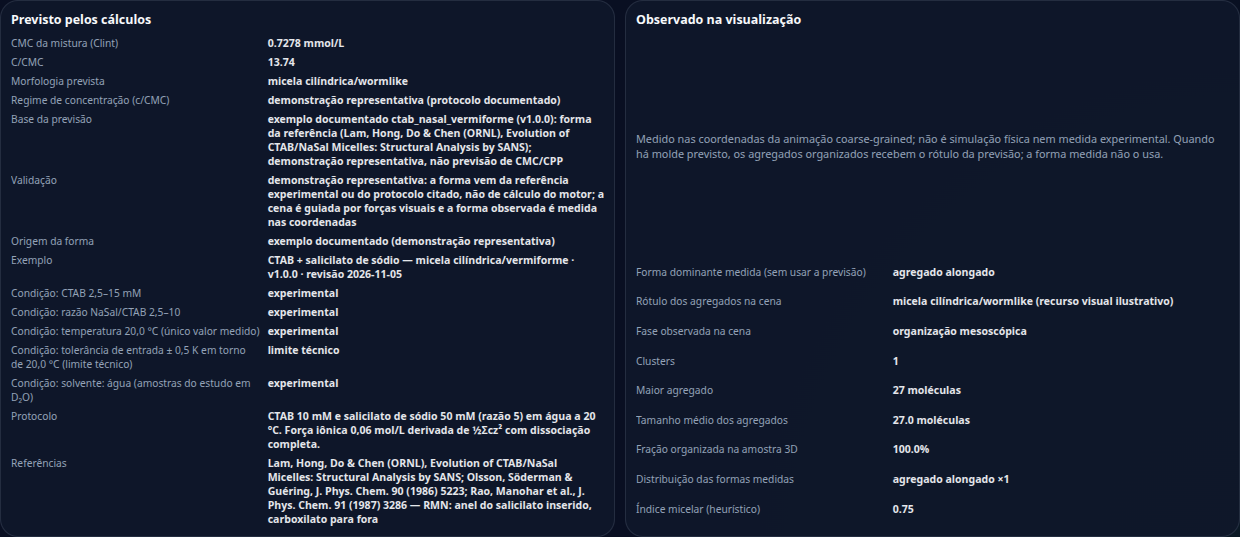 Previsto pelos cálculos
CMC da mistura (Clint) 0.7278 mmol/L
C/CMC 13.74
Morfologia prevista micela cilíndrica/wormlike
Regime de concentração (c/CMC) demonstração representativa (protocolo documentado)
Base da previsão exemplo documentado ctab_nasal_vermiforme (v1.0.0): forma
da referência (Lam, Hong, Do & Chen (ORNL), Evolution of
CTAB/NaSal Micelles: Structural Analysis by SANS);
demonstração representativa, não previsão de CMC/CPP
Validação demonstração representativa: a forma vem da referência
experimental ou do protocolo citado, não de cálculo do motor; a
cena é guiada por forças visuais e a forma observada é medida
nas coordenadas
Origem da forma exemplo documentado (demonstração representativa)
Exemplo CTAB + salicilato de sódio — micela cilíndrica/vermiforme ·
v1.0.0 · revisão 2026-11-05
Condição: CTAB 2,5–15 mM experimental
Condição: razão NaSal/CTAB 2,5–10 experimental
Condição: temperatura 20,0 °C (único valor medido) experimental
Condição: tolerância de entrada ± 0,5 K em torno limite técnico
de 20,0 °C (limite técnico)
Condição: solvente: água (amostras do estudo em experimental
D₂O)
Protocolo CTAB 10 mM e salicilato de sódio 50 mM (razão 5) em água a 20
°C. Força iônica 0,06 mol/L derivada de ½Σcz² com dissociação
completa.
Referências Lam, Hong, Do & Chen (ORNL), Evolution of CTAB/NaSal
Micelles: Structural Analysis by SANS; Olsson, Söderman &
Guéring, J. Phys. Chem. 90 (1986) 5223; Rao, Manohar et al., J.
Phys. Chem. 91 (1987) 3286 — RMN: anel do salicilato inserido,
carboxilato para fora
Observado na visualização
Medido nas coordenadas da animação coarse-grained; não é simulação física nem medida experimental. Quando
há molde previsto, os agregados organizados recebem o rótulo da previsão; a forma medida não o usa.
Forma dominante medida (sem usar a previsão) agregado alongado
Rótulo dos agregados na cena micela cilíndrica/wormlike (recurso visual ilustrativo)
Fase observada na cena organização mesoscópica
Clusters 1
Maior agregado 27 moléculas
Tamanho médio dos agregados 27.0 moléculas
Fração organizada na amostra 3D 100.0%
Distribuição das formas medidas agregado alongado ×1
Índice micelar (heurístico) 0.75